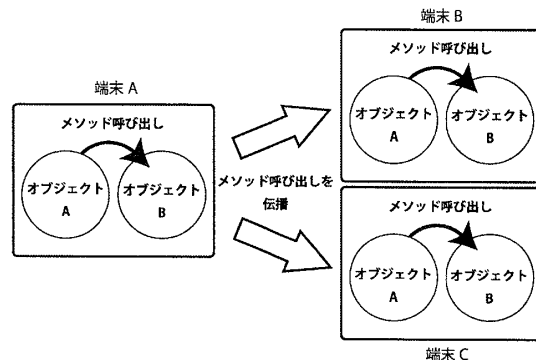 端末 A
メソッド呼び出し
オブジェクト
A
オブジェクト
B
メソッド呼び出しを
伝播
端末 B
メソッド呼び出し
オブジェクト
A
オブジェクト
B
メソッド呼び出し
オブジェクト
A
オブジェクト
B
端末 C